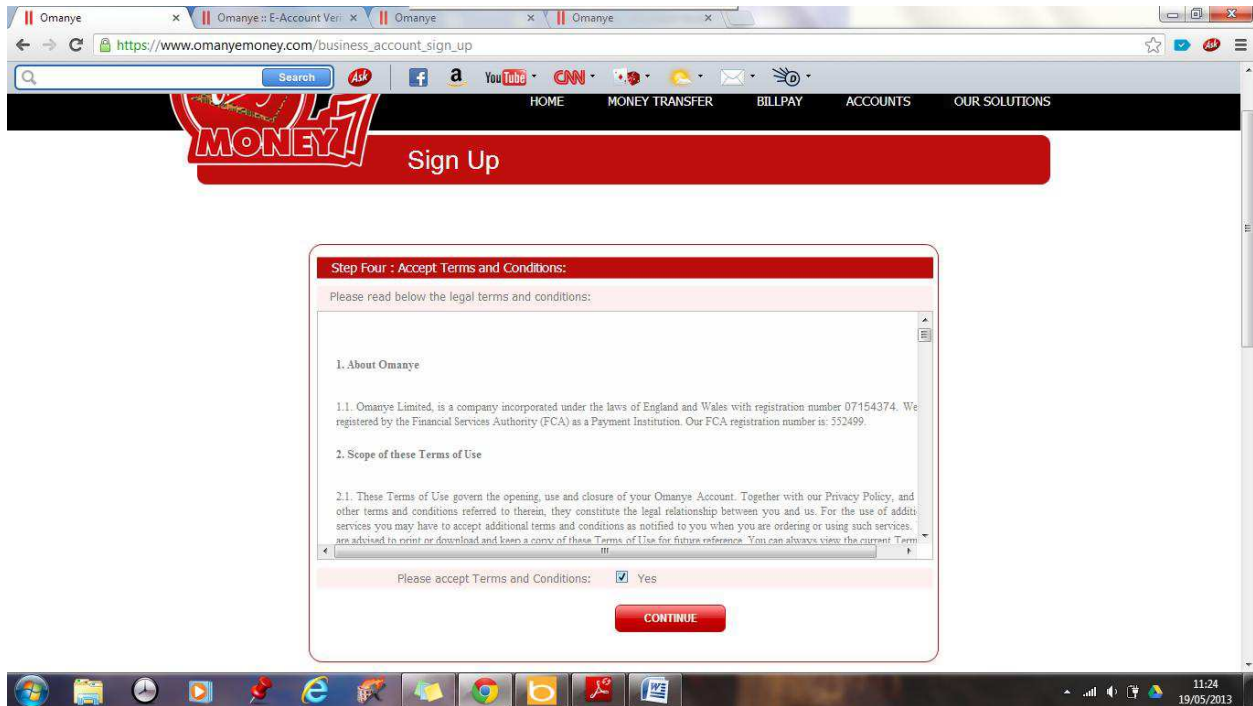 Omanye
Omanye :: E-Account Veri
Omanye
Omanye
https://www.omanyemoney.com/business_account_sign_up
Ask
Search
Ask
f
a
You Tube
CNN
D
HOME MONEY TRANSFER BILLPAY ACCOUNTS OUR SOLUTIONS
MONEY
Sign Up
Step Four : Accept Terms and Conditions:
Please read below the legal terms and conditions:
1. About Omanye
1.1. Omanye Limited, is a company incorporated under the laws of England and Wales with registration number 07154374. We
registered by the Financial Services Authority (FCA) as a Payment Institution. Our FCA registration number is: 552499.
2. Scope of these Terms of Use
2.1. These Terms of Use govern the opening, use and closure of your Omanye Account. Together with our Privacy Policy, and
other terms and conditions referred to therein, they constitute the legal relationship between you and us. For the use of additi
services you may have to accept additional terms and conditions as notified to you when you are ordering or using such services.
are advised to print or download and keep a copy of these Terms of Use for future reference. You can always view the current Term
Please accept Terms and Conditions: Yes
CONTINUE
11:24
19/05/2013